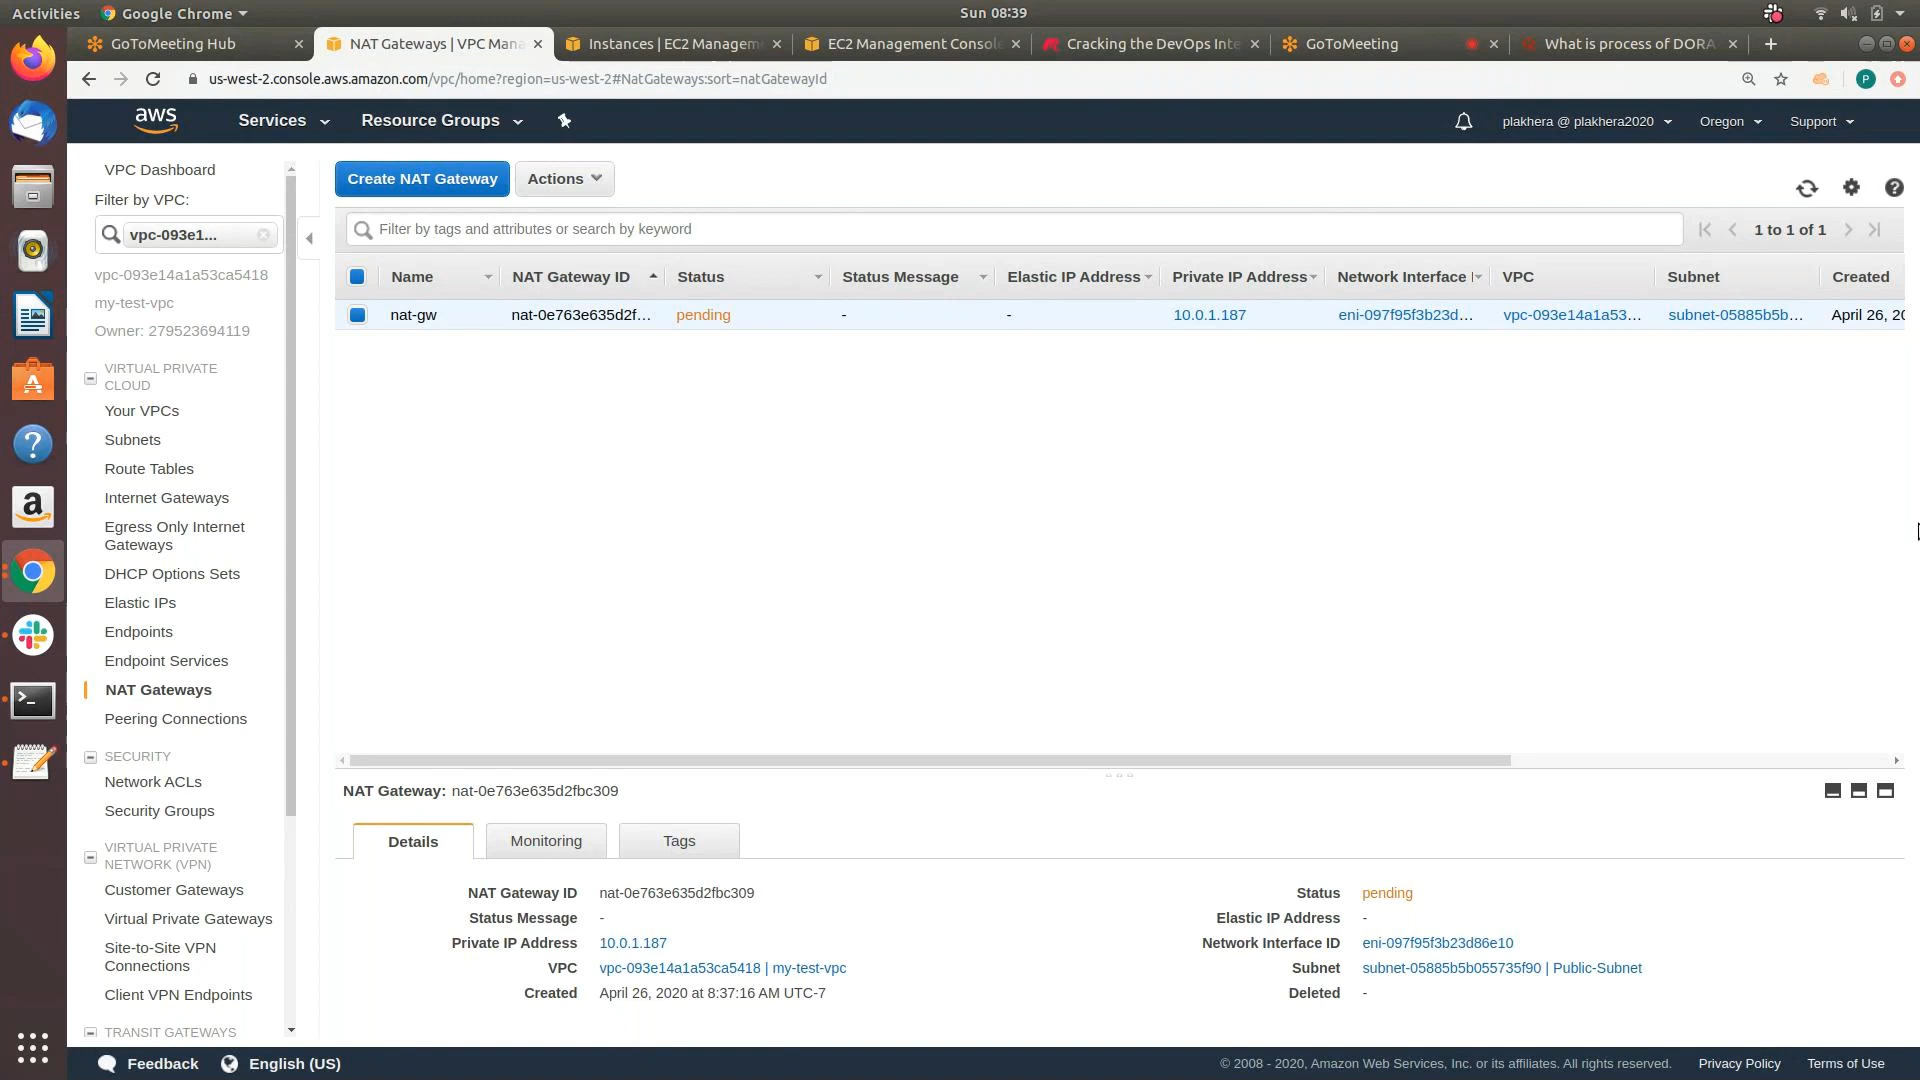 Activities
Google Chrome
Sun 08:39
GoToMeeting Hub
NAT Gateways | VPC Mana
Instances | EC2 Managem
EC2 Management Consol
Cracking the DevOps Inte
GoToMeeting
What is process of DORA
us-west-2.console.aws.amazon.com/vpc/home?region=us-west-2#NatGateways:sort=natGatewayId
P
aws
Services
Resource Groups
plakhera @ plakhera2020
Oregon
Support
VPC Dashboard
Filter by VPC:
vpc-093e1...
vpc-093e14a1a53ca5418
my-test-vpc
Owner: 279523694119
VIRTUAL PRIVATE
CLOUD
Your VPCs
Subnets
Route Tables
Internet Gateways
Egress Only Internet
Gateways
DHCP Options Sets
Elastic IPs
Endpoints
Endpoint Services
NAT Gateways
Peering Connections
SECURITY
Network ACLs
Security Groups
VIRTUAL PRIVATE
NETWORK (VPN)
Customer Gateways
Virtual Private Gateways
Site-to-Site VPN
Connections
Client VPN Endpoints
TRANSIT GATEWAYS
Create NAT Gateway
Actions
Filter by tags and attributes or search by keyword
1 to 1 of 1
Name NAT Gateway ID Status Status Message Elastic IP Address Private IP Address Network Interface I VPC Subnet Created
nat-gw nat-0e763e635d2f... pending - - 10.0.1.187 eni-097f95f3b23d... vpc-093e14a1a53... subnet-05885b5b... April 26, 20
NAT Gateway: nat-0e763e635d2fbc309
Details
Monitoring
Tags
NAT Gateway ID nat-0e763e635d2fbc309 Status pending
Status Message - Elastic IP Address -
Private IP Address 10.0.1.187 Network Interface ID eni-097f95f3b23d86e10
VPC vpc-093e14a1a53ca5418 | my-test-vpc Subnet subnet-05885b5b055735f90 | Public-Subnet
Created April 26, 2020 at 8:37:16 AM UTC-7 Deleted -
Feedback
English (US)
© 2008 - 2020, Amazon Web Services, Inc. or its affiliates. All rights reserved.
Privacy Policy
Terms of Use